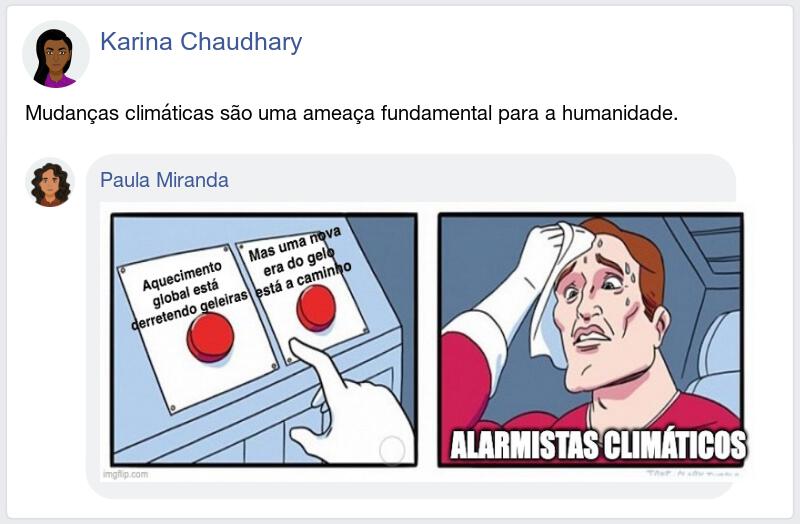 Karina Chaudhary
Mudanças climáticas são uma ameaça fundamental para a humanidade.
Paula Miranda
Aquecimento
global está
derretendo geleiras
Mas uma nova
era do gelo
está a caminho
ALARMISTAS CLIMÁTICOS
imgflip.com